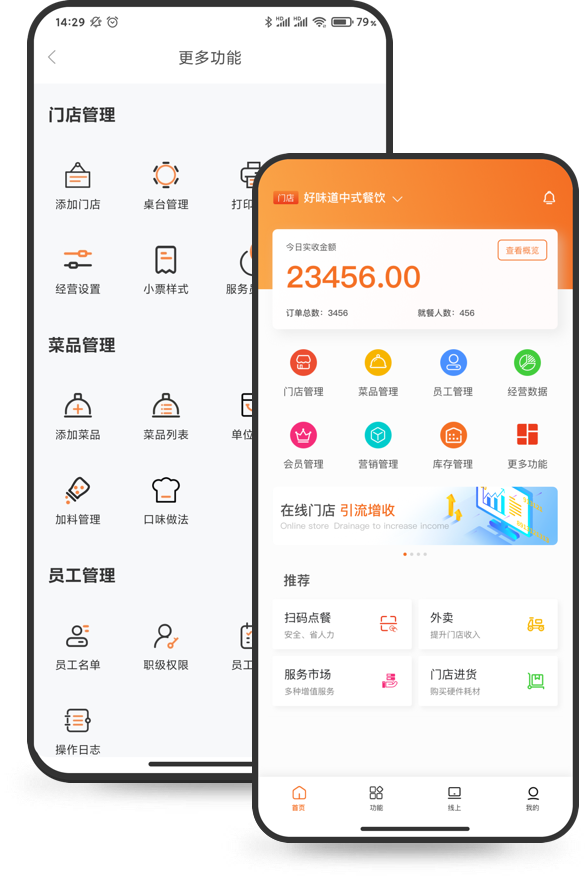 14:29
HD HD 79%
更多功能
门店管理
添加门店 桌台管理 打印
经营设置 小票样式 服务员
菜品管理
添加菜品 菜品列表 单位
加料管理 口味做法
员工管理
员工名单 职级权限 员工
操作日志
门店 好味道中式餐饮
今日实收金额 查看概览
23456.00
订单总数：3456 就餐人数：456
门店管理 菜品管理 员工管理 经营数据
会员管理 营销管理 库存管理 更多功能
在线门店 引流增收
Online store Drainage to increase income
推荐
扫码点餐 外卖
安全、省人力 提升门店收入
服务市场 门店进货
多种增值服务 购买硬件耗材
首页 功能 线上 我的